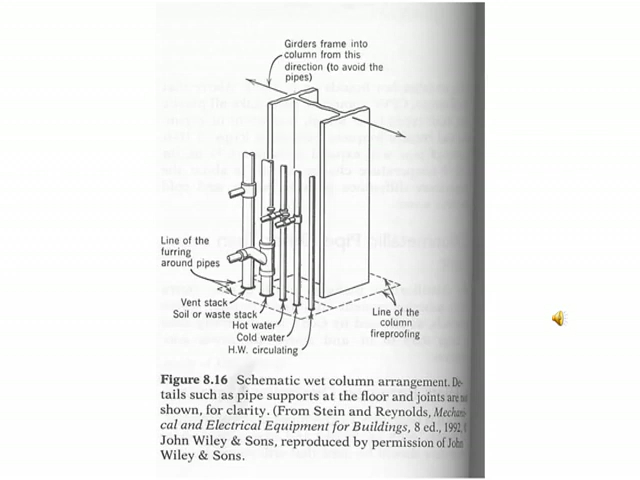 Girders frame into
column from this
direction (to avoid the
pipes)
Line of the
furring
around pipes
Vent stack
Soil or waste stack
Hot water
Cold water
H.W. circulating
Line of the
column
fireproofing
Figure 8.16 Schematic wet column arrangement. De-
tails such as pipe supports at the floor and joints are not
shown, for clarity. (From Stein and Reynolds, Mechani-
cal and Electrical Equipment for Buildings, 8 ed., 1992,
John Wiley & Sons, reproduced by permission of John
Wiley & Sons.